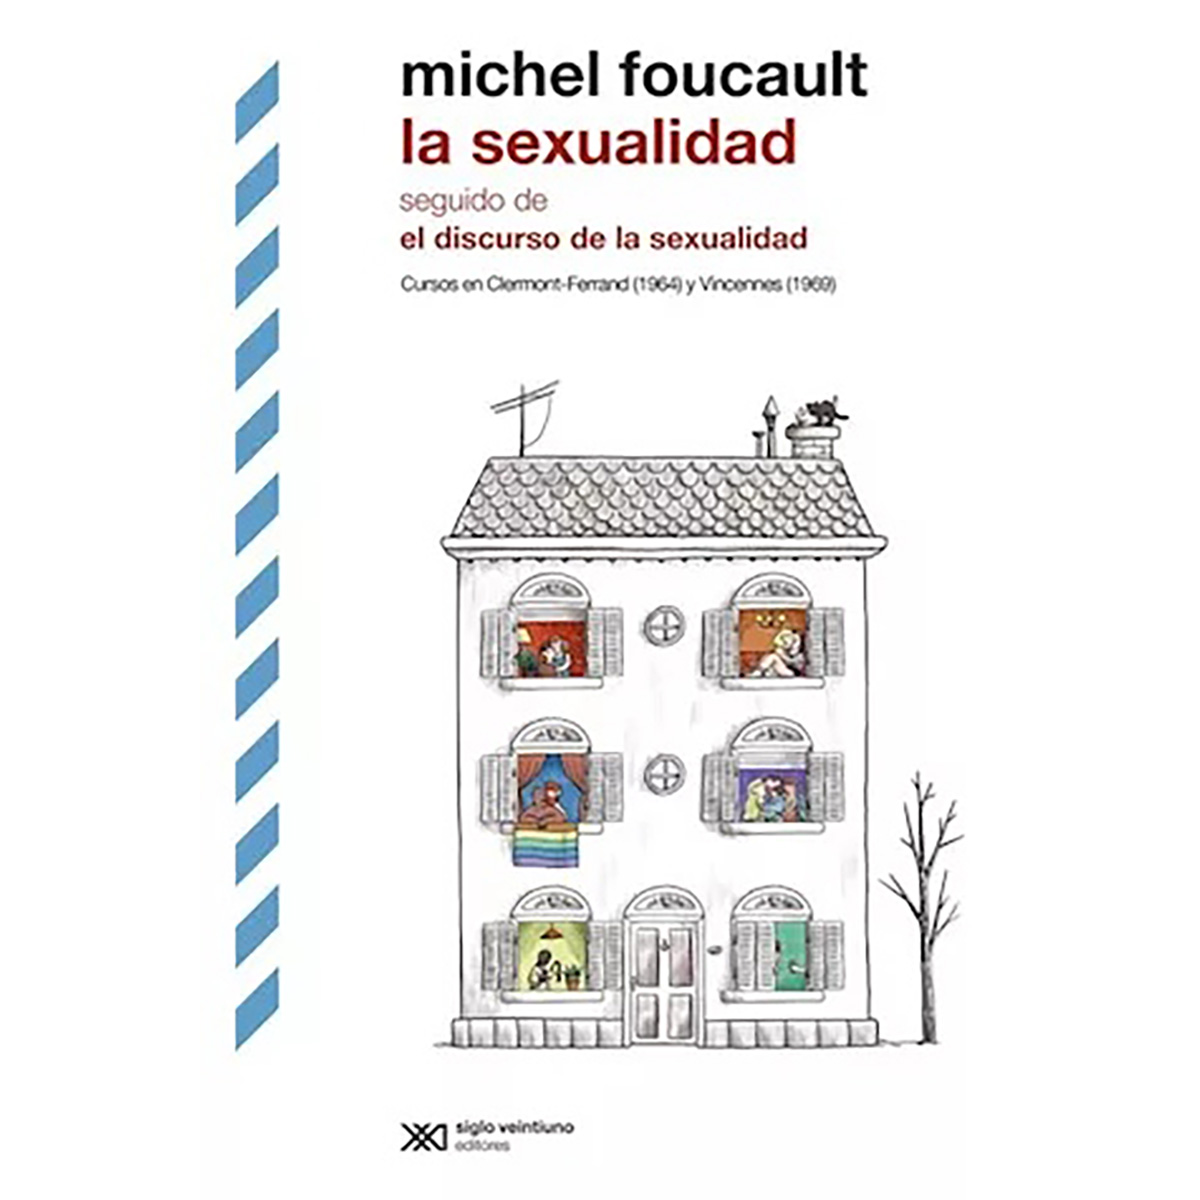 michel foucault
la sexualidad
seguido de
el discurso de la sexualidad
Cursos en Clermont-Ferrand (1964) y Vincennes (1969)
siglo veintiuno
editores